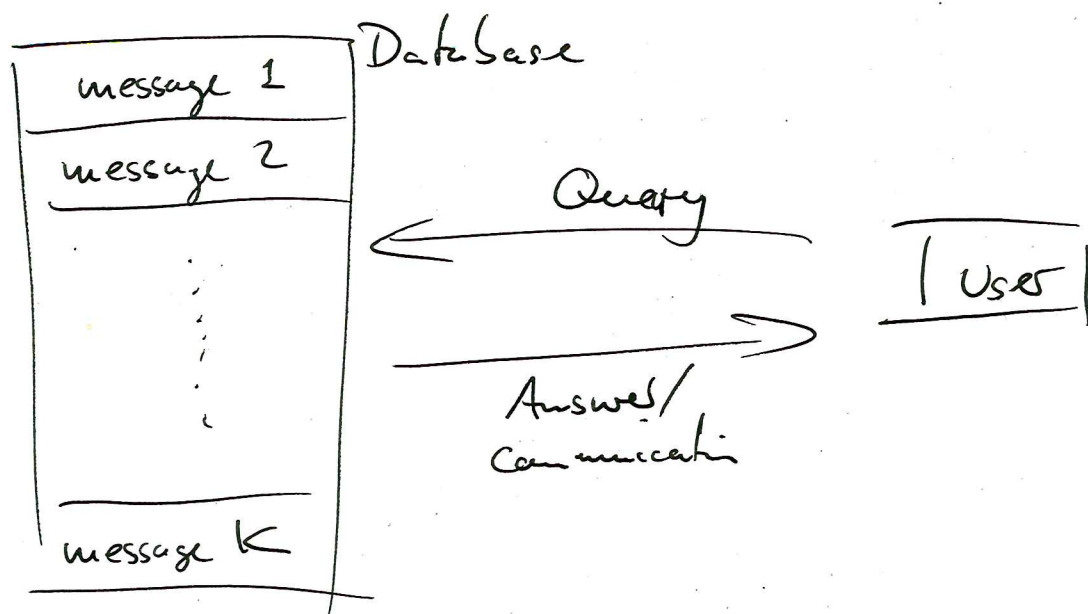 Database
message 1
message 2
Query
User
Answer/
communication
message K